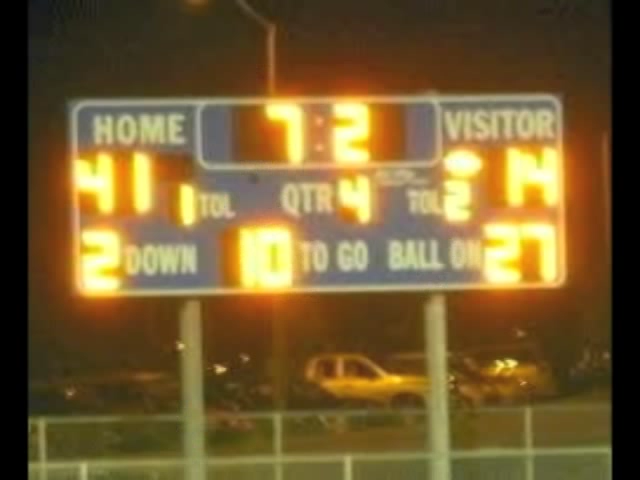 HOME 7:2 VISITOR
41 1 TOL QTR 4 TOL 2 14
2 DOWN 10 TO GO BALL ON 27